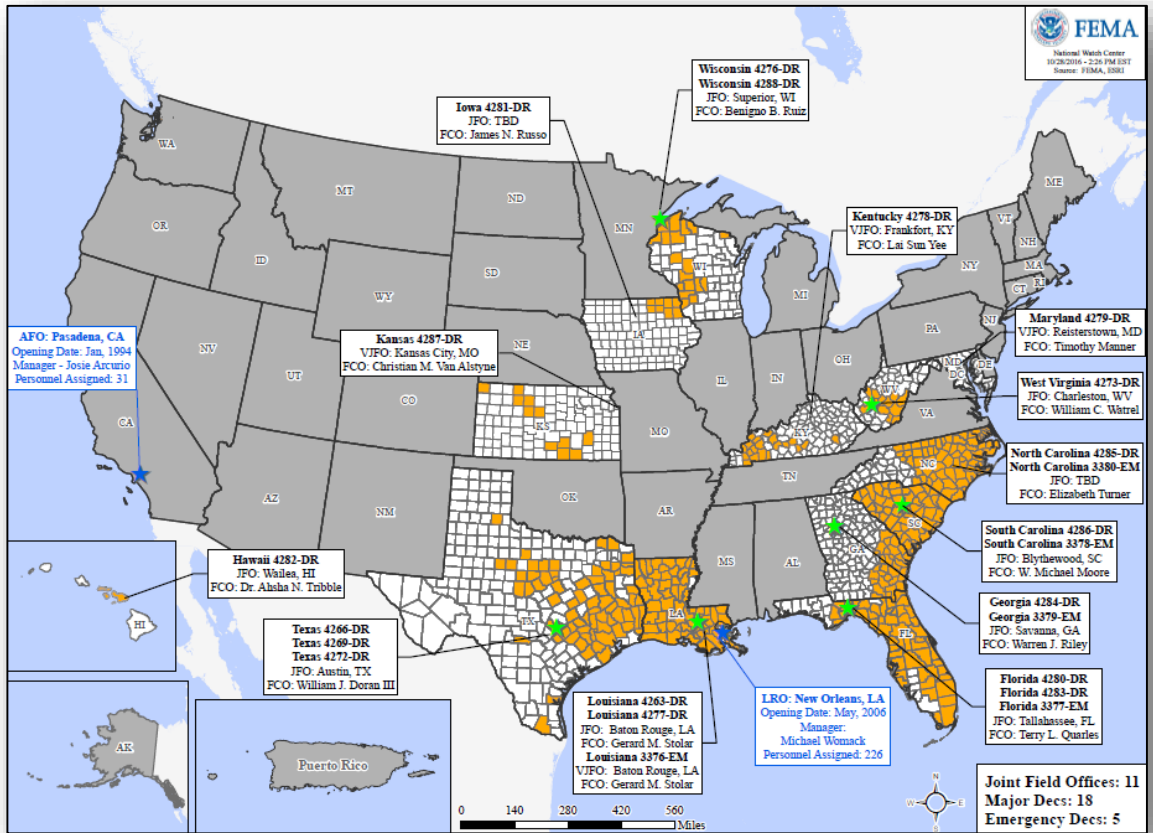 FEMA
National Watch Center
10/28/2016 - 2:26 PM EST
Source: FEMA, ESRI
Wisconsin 4276-DR
Wisconsin 4288-DR
JFO: Superior, WI
FCO: Benigno B. Ruiz
Iowa 4281-DR
JFO: TBD
FCO: James N. Russo
Kentucky 4278-DR
VJFO: Frankfort, KY
FCO: Lai Sun Yee
Maryland 4279-DR
VJFO: Reisterstown, MD
FCO: Timothy Manner
AFO: Pasadena, CA
Opening Date: Jan, 1994
Manager - Josie Arcurio
Personnel Assigned: 31
Kansas 4287-DR
VJFO: Kansas City, MO
FCO: Christian M. Van Alstyne
West Virginia 4273-DR
JFO: Charleston, WV
FCO: William C. Watrel
North Carolina 4285-DR
North Carolina 3380-EM
JFO: TBD
FCO: Elizabeth Turner
South Carolina 4286-DR
South Carolina 3378-EM
JFO: Blythewood, SC
FCO: W. Michael Moore
Hawaii 4282-DR
JFO: Wailea, HI
FCO: Dr. Ahsha N. Tribble
Georgia 4284-DR
Georgia 3379-EM
JFO: Savanna, GA
FCO: Warren J. Riley
Texas 4266-DR
Texas 4269-DR
Texas 4272-DR
JFO: Austin, TX
FCO: William J. Doran III
Florida 4280-DR
Florida 4283-DR
Florida 3377-EM
JFO: Tallahassee, FL
FCO: Terry L. Quarles
Louisiana 4263-DR
Louisiana 4277-DR
JFO: Baton Rouge, LA
FCO: Gerard M. Stolar
Louisiana 3376-EM
VJFO: Baton Rouge, LA
FCO: Gerard M. Stolar
LRO: New Orleans, LA
Opening Date: May, 2006
Manager:
Michael Womack
Personnel Assigned: 226
WA
MT
ND
MN
ME
OR
ID
SD
WI
VT
NH
NY
MA
CT
RI
WY
MI
IA
PA
NJ
NV
NE
OH
MD
DE
DC
UT
IL
IN
WV
CA
CO
KS
MO
KY
VA
TN
NC
AZ
NM
OK
AR
SC
MS
AL
GA
TX
LA
FL
HI
AK
Puerto Rico
N
W
E
S
0
140
280
420
560
Miles
Joint Field Offices: 11
Major Decs: 18
Emergency Decs: 5